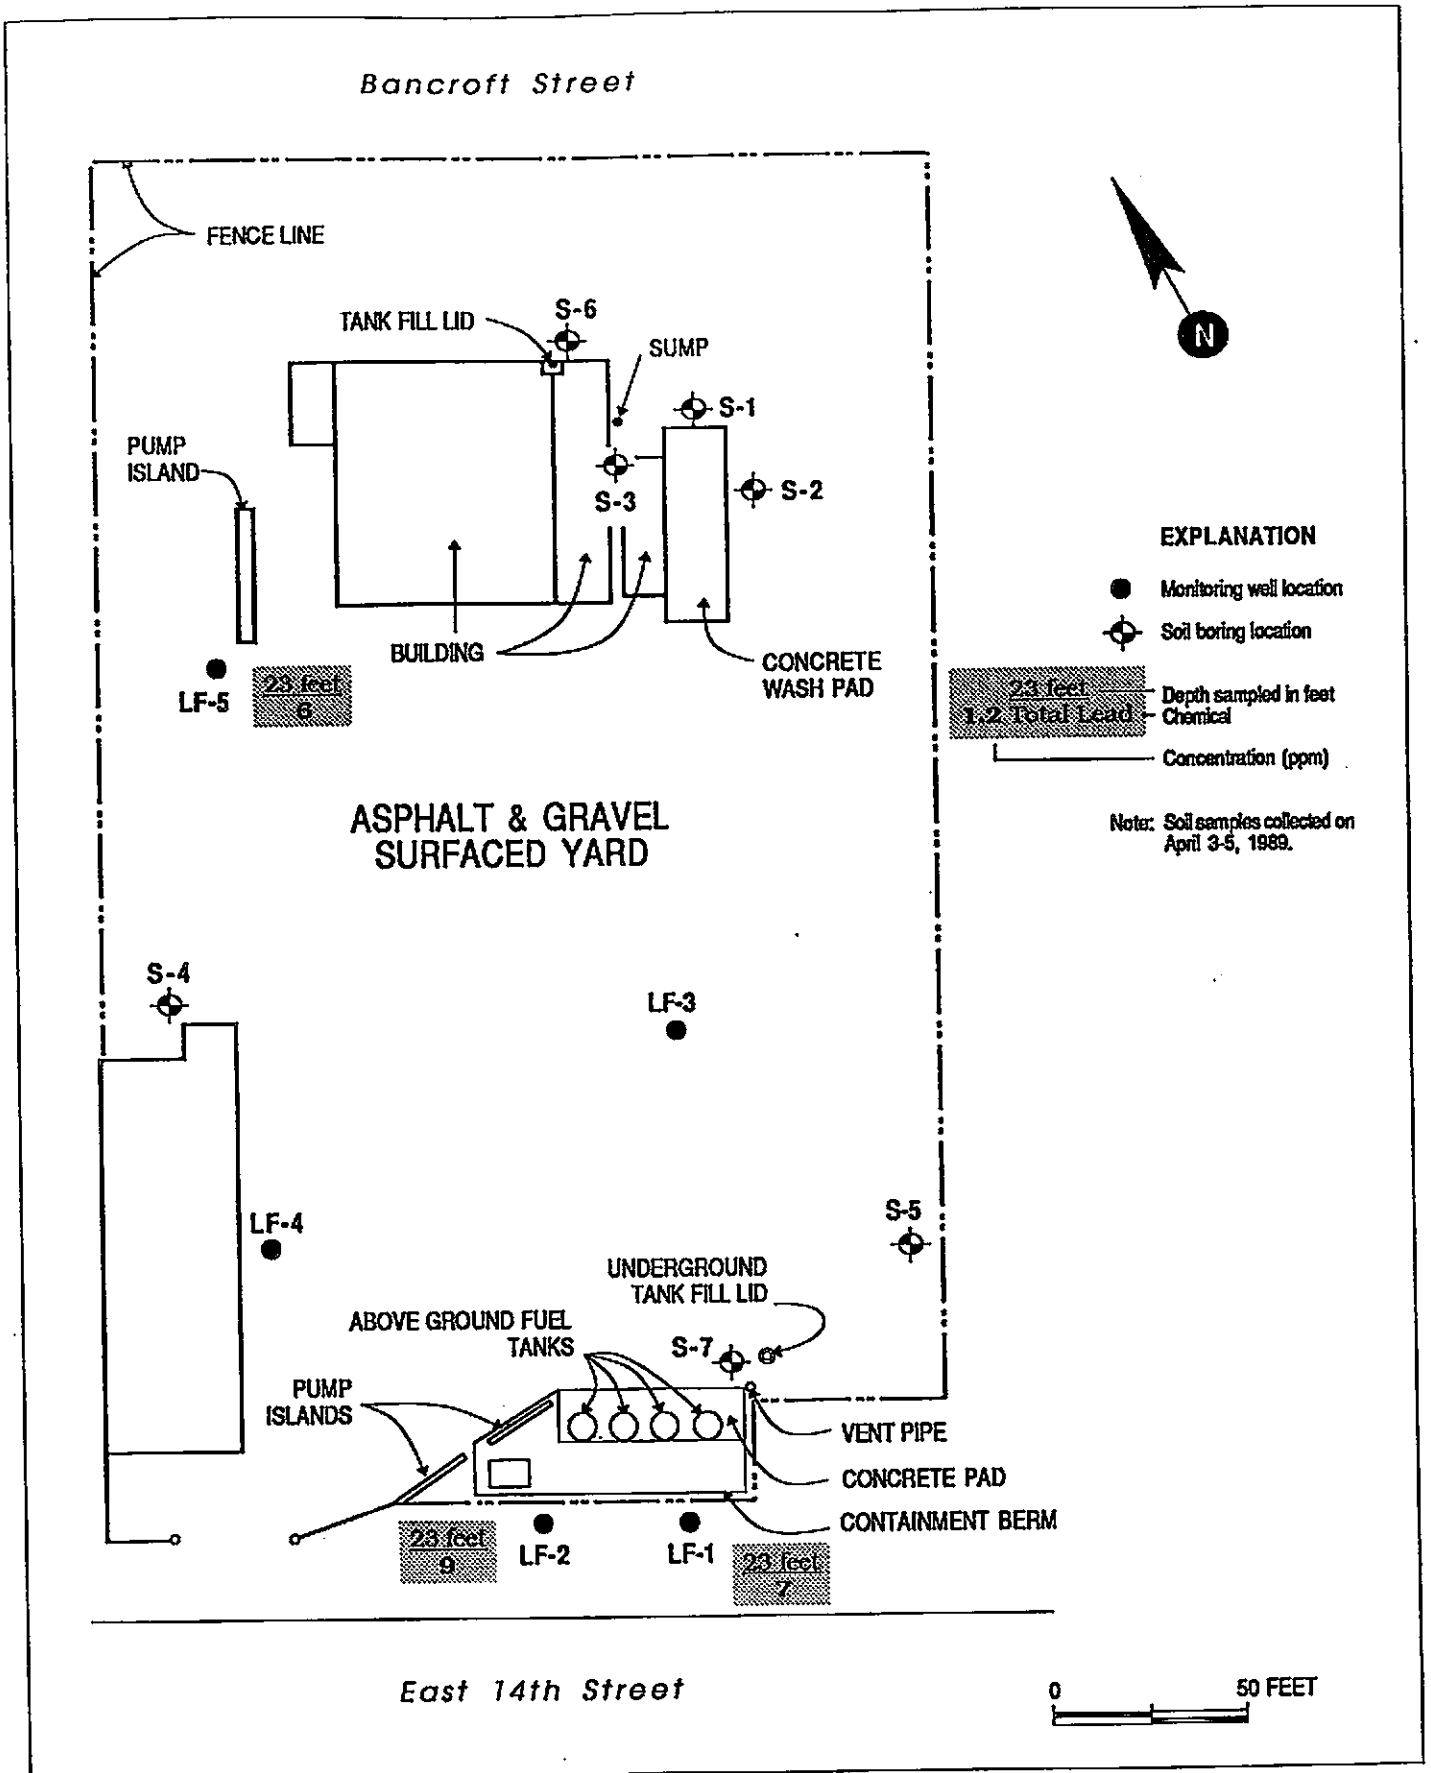 Bancroft Street
FENCE LINE
TANK FILL LID
S-6
SUMP
N
S-1
PUMP
ISLAND
S-3
S-2
EXPLANATION
Monitoring well location
Soil boring location
BUILDING
CONCRETE
WASH PAD
LF-5
23 feet
6
23 feet
1.2 Total Lead
Depth sampled in feet
Chemical
Concentration (ppm)
ASPHALT & GRAVEL
SURFACED YARD
Note: Soil samples collected on
April 3-5, 1989.
S-4
LF-3
LF-4
S-5
UNDERGROUND
TANK FILL LID
ABOVE GROUND FUEL
TANKS
S-7
PUMP
ISLANDS
VENT PIPE
CONCRETE PAD
CONTAINMENT BERM
23 feet
9
LF-2
LF-1
23 feet
7
East 14th Street
0 50 FEET